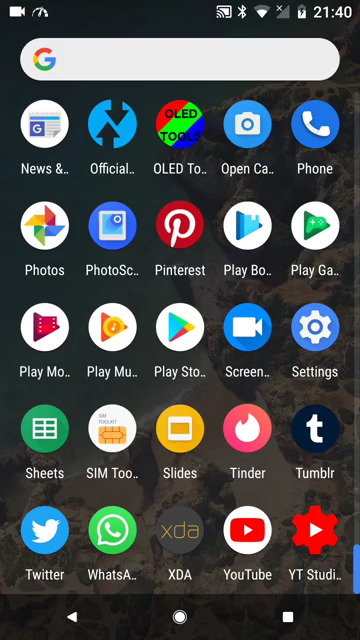 21:40
News &..
Official..
OLED
TOOLS
OLED To..
Open Ca..
Phone
Photos
PhotoSc..
Pinterest
Play Bo..
Play Ga..
Play Mo..
Play Mu..
Play Sto..
Screen..
Settings
SIM
TOOLKIT
Sheets
SIM Too..
Slides
Tinder
Tumblr
xda
Twitter
WhatsA..
XDA
YouTube
YT Studi..